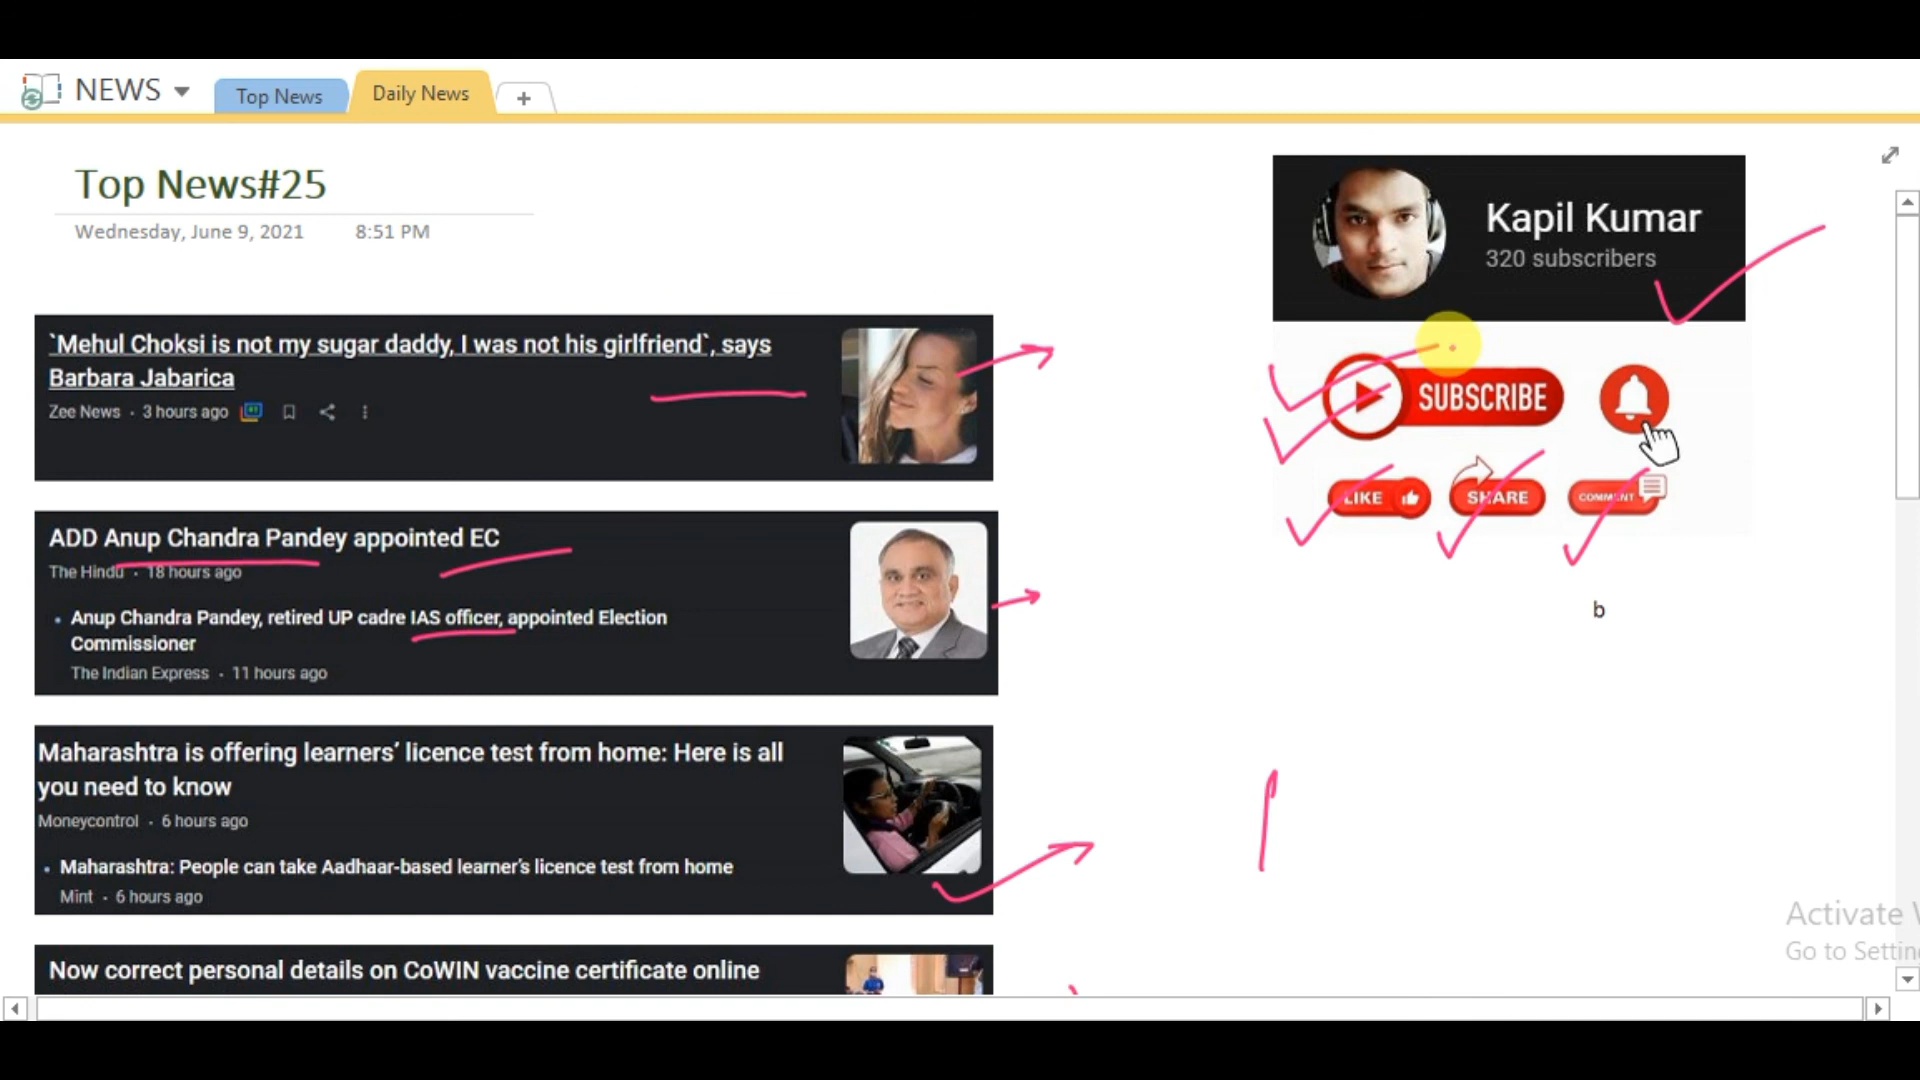 NEWS
Top News
Daily News
Top News#25
Wednesday, June 9, 2021 8:51 PM
`Mehul Choksi is not my sugar daddy, I was not his girlfriend`, says
Barbara Jabarica
Zee News · 3 hours ago
ADD Anup Chandra Pandey appointed EC
The Hindu · 18 hours ago
• Anup Chandra Pandey, retired UP cadre IAS officer, appointed Election
Commissioner
The Indian Express · 11 hours ago
Maharashtra is offering learners’ licence test from home: Here is all
you need to know
Moneycontrol · 6 hours ago
• Maharashtra: People can take Aadhaar-based learner’s licence test from home
Mint · 6 hours ago
Now correct personal details on CoWIN vaccine certificate online
Kapil Kumar
320 subscribers
SUBSCRIBE
LIKE
SHARE
COMMENT
b
Activate
Go to